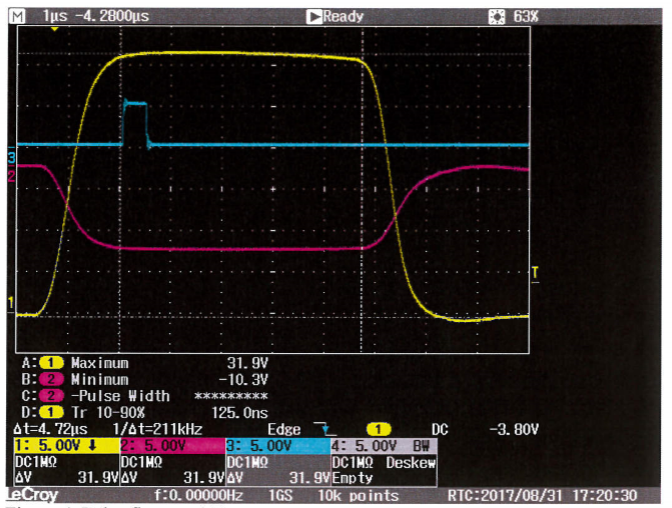 M 1µs -4.2800µs Ready 63%
3
2
1
T
A: 1 Maximum 31.9V
B: 2 Minimum -10.3V
C: 2 -Pulse Width *********
D: 1 Tr 10-90% 125.0ns
Δt=4.72µs 1/Δt=211kHz Edge 1 DC -3.80V
1: 5.00V 2: 5.00V 3: 5.00V 4: 5.00V BW
DC1MΩ DC1MΩ DC1MΩ DC1MΩ Deskew
ΔV 31.9V ΔV 31.9V ΔV 31.9V Empty
LeCroy f:0.00000Hz 1GS 10k points RTC:2017/08/31 17:20:30